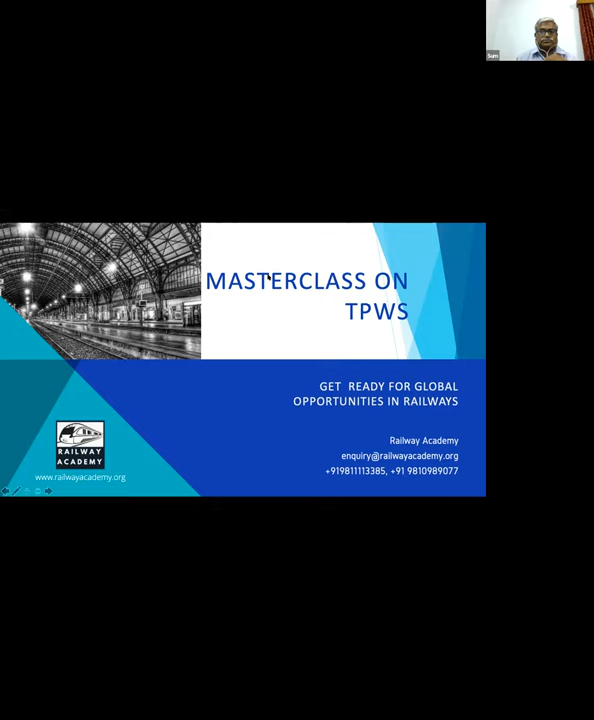 Sum
MASTERCLASS ON
TPWS
GET READY FOR GLOBAL
OPPORTUNITIES IN RAILWAYS
Railway Academy
enquiry@railwayacademy.org
+919811113385, +91 9810989077
RAILWAY
ACADEMY
www.railwayacademy.org